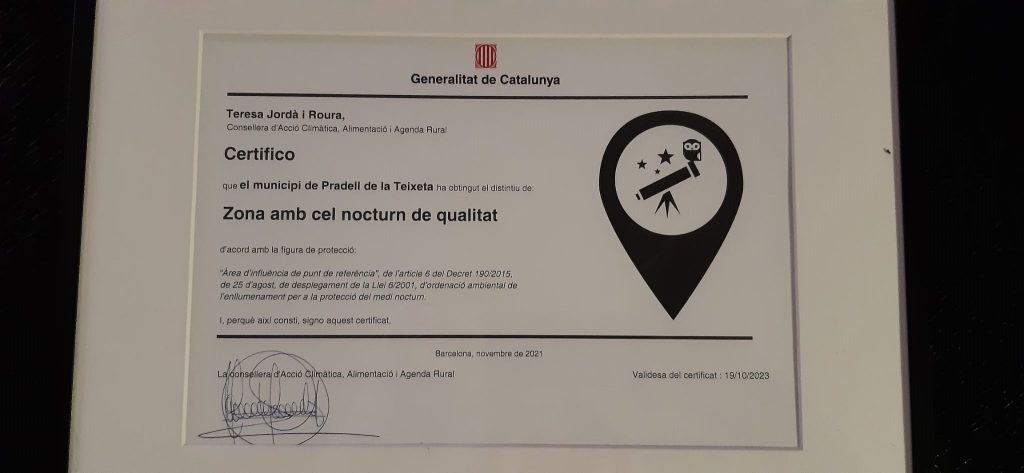 Generalitat de Catalunya
Teresa Jordà i Roura,
Consellera d'Acció Climàtica, Alimentació i Agenda Rural
Certifico
que el municipi de Pradell de la Teixeta ha obtingut el distintiu de:
Zona amb cel nocturn de qualitat
d'acord amb la figura de protecció:
"Àrea d'influència de punt de referència", de l'article 6 del Decret 190/2015,
de 25 d'agost, de desplegament de la Llei 6/2001, d'ordenació ambiental de
l'enllumenament per a la protecció del medi nocturn.
I, perquè així consti, signo aquest certificat.
Barcelona, novembre de 2021
La consellera d'Acció Climàtica, Alimentació i Agenda Rural
Validesa del certificat : 19/10/2023